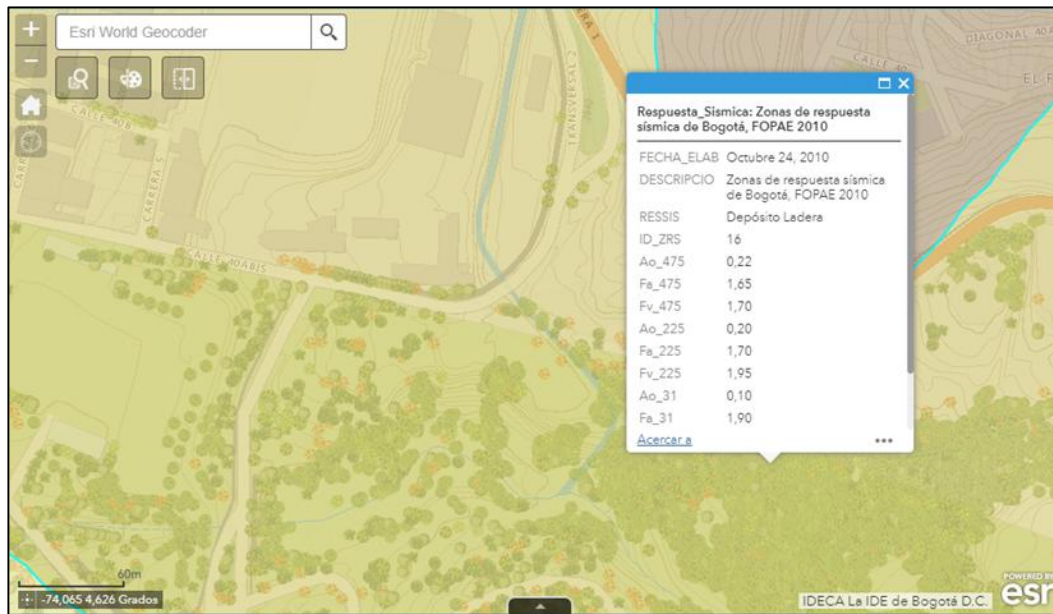 +
Esri World Geocoder
−
CALLE 40B
CARRERA 5
TRANSVERSAL 2
CALLE 40ABIS
DIAGONAL 40A
Respuesta_Sismica: Zonas de respuesta
sísmica de Bogotá, FOPAE 2010
FECHA_ELAB Octubre 24, 2010
DESCRIPCIO Zonas de respuesta sísmica
de Bogotá, FOPAE 2010
RESSIS Depósito Ladera
ID_ZRS 16
Ao_475 0,22
Fa_475 1,65
Fv_475 1,70
Ao_225 0,20
Fa_225 1,70
Fv_225 1,95
Ao_31 0,10
Fa_31 1,90
Acercar a
60m
-74,065 4,626 Grados
IDECA La IDE de Bogotá D.C.
POWERED BY
esri